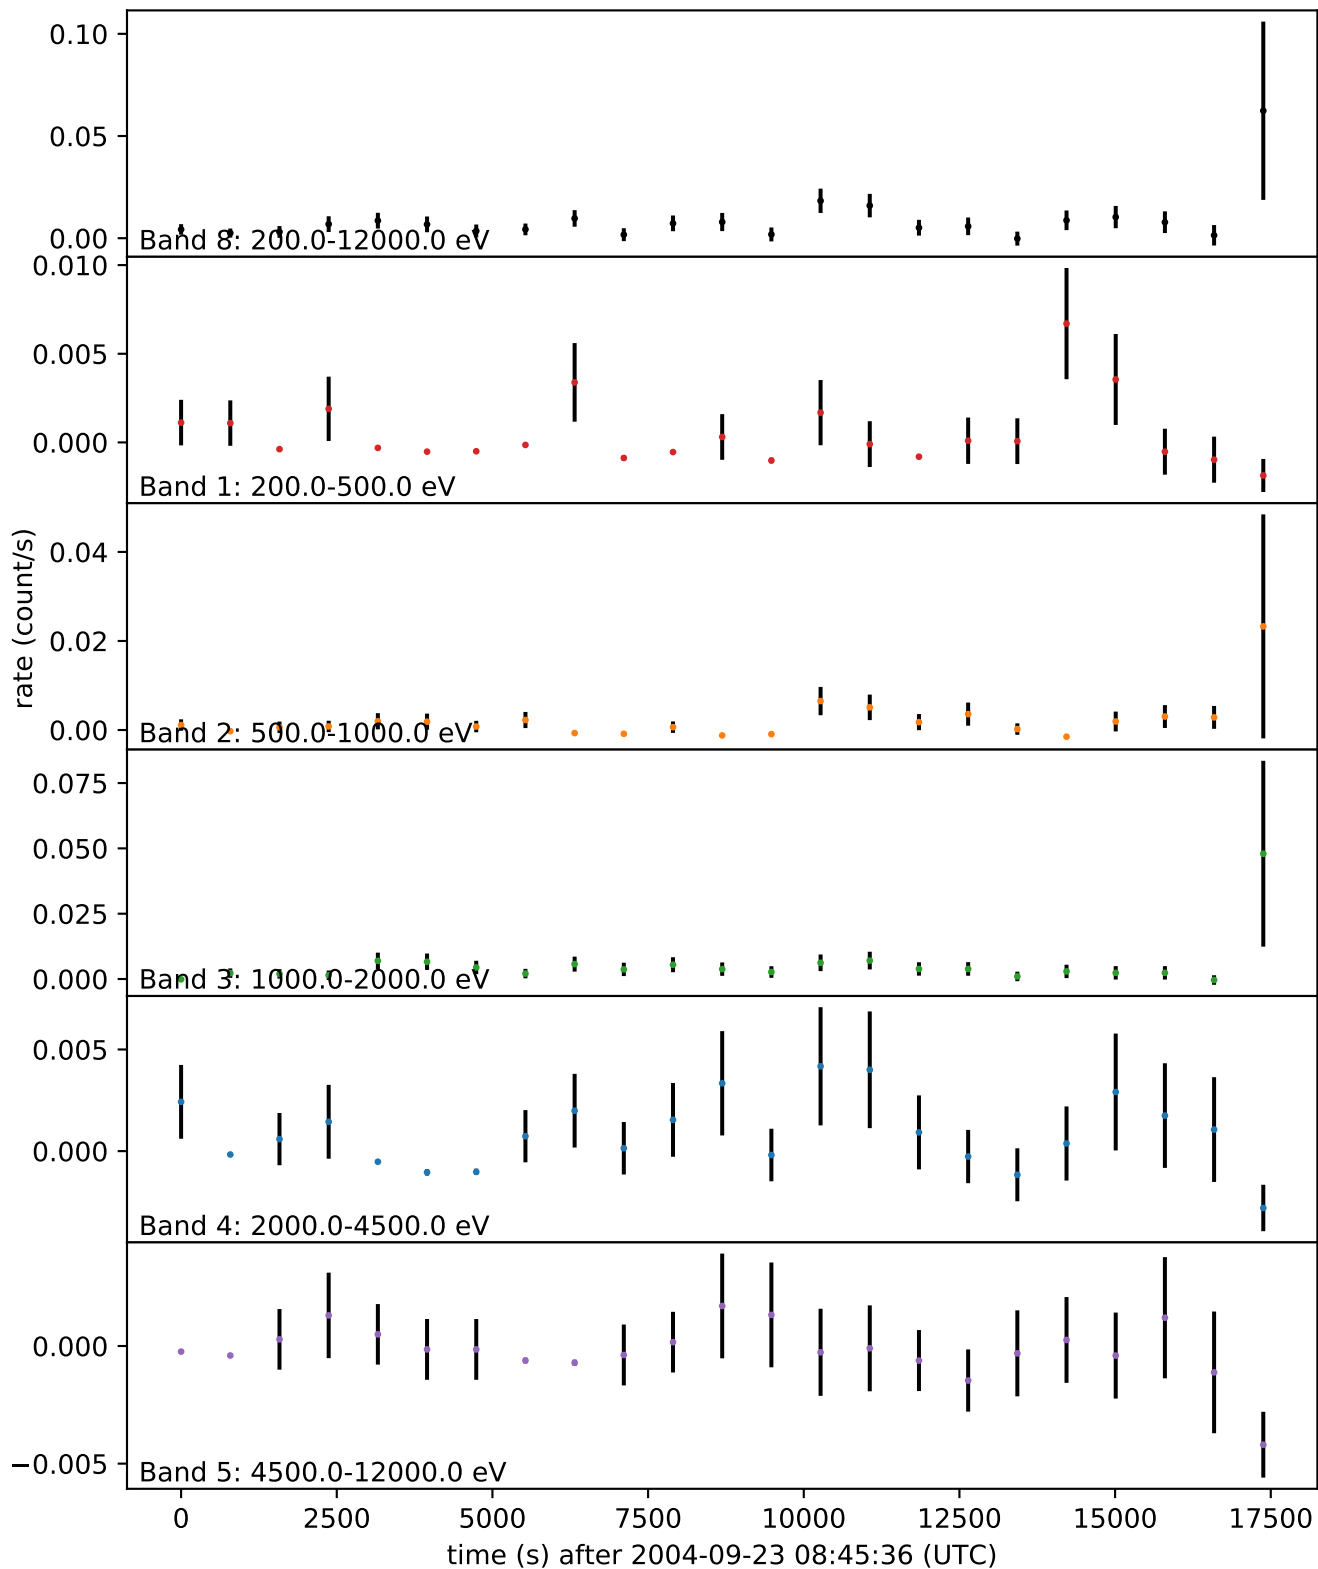 0.10
0.05
0.00
Band 8: 200.0-12000.0 eV
0.010
0.005
0.000
Band 1: 200.0-500.0 eV
rate (count/s)
0.04
0.02
0.00
Band 2: 500.0-1000.0 eV
0.075
0.050
0.025
0.000
Band 3: 1000.0-2000.0 eV
0.005
0.000
Band 4: 2000.0-4500.0 eV
0.000
−0.005
Band 5: 4500.0-12000.0 eV
0 2500 5000 7500 10000 12500 15000 17500
time (s) after 2004-09-23 08:45:36 (UTC)